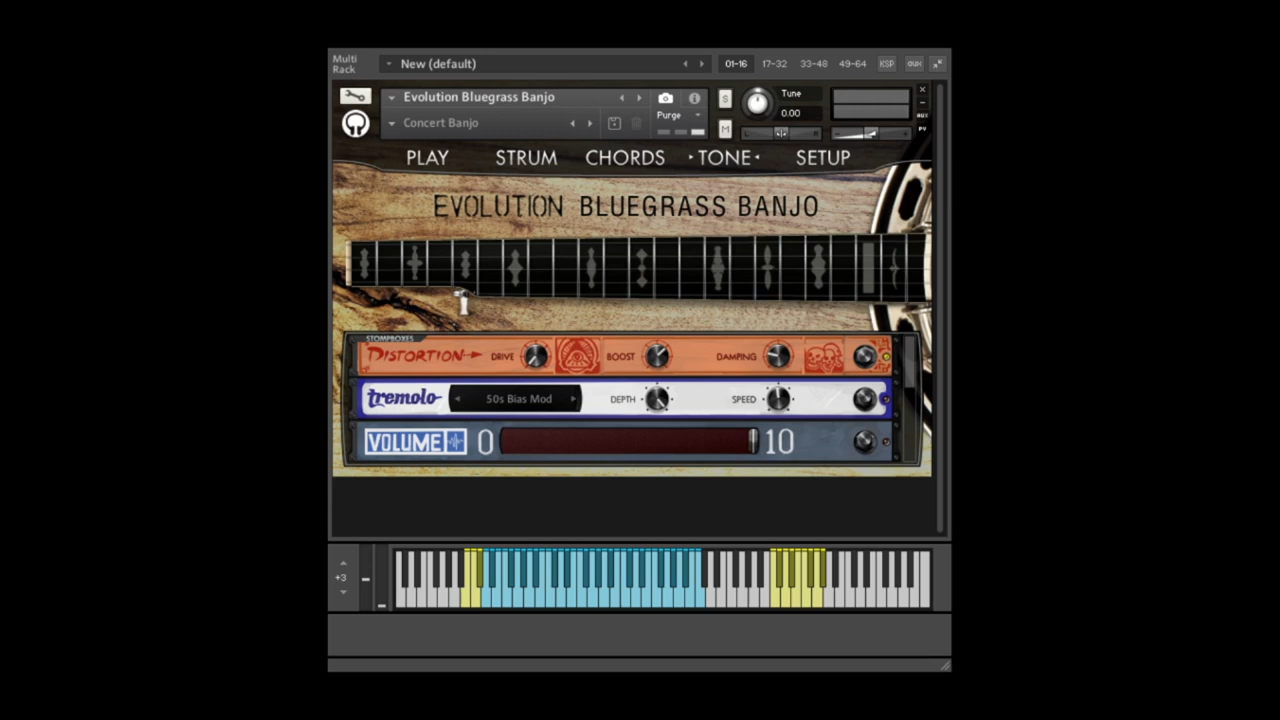 Multi
Rack
New (default)
01-16 17-32 33-48 49-64 KSP aux
Evolution Bluegrass Banjo
Concert Banjo
Purge
S
M
Tune
0.00
L R
AUX
PV
PLAY STRUM CHORDS TONE SETUP
EVOLUTION BLUEGRASS BANJO
STOMPBOXES
DISTORTION DRIVE BOOST DAMPING
tremolo 50s Bias Mod DEPTH SPEED
VOLUME 0 10
+3